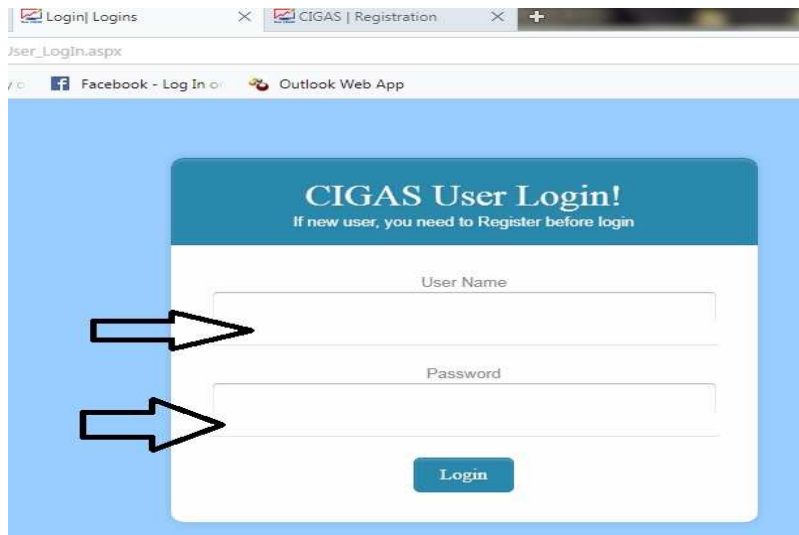 Login| Logins
CIGAS | Registration
User_LogIn.aspx
Facebook - Log In or
Outlook Web App
CIGAS User Login!
If new user, you need to Register before login
User Name
Password
Login